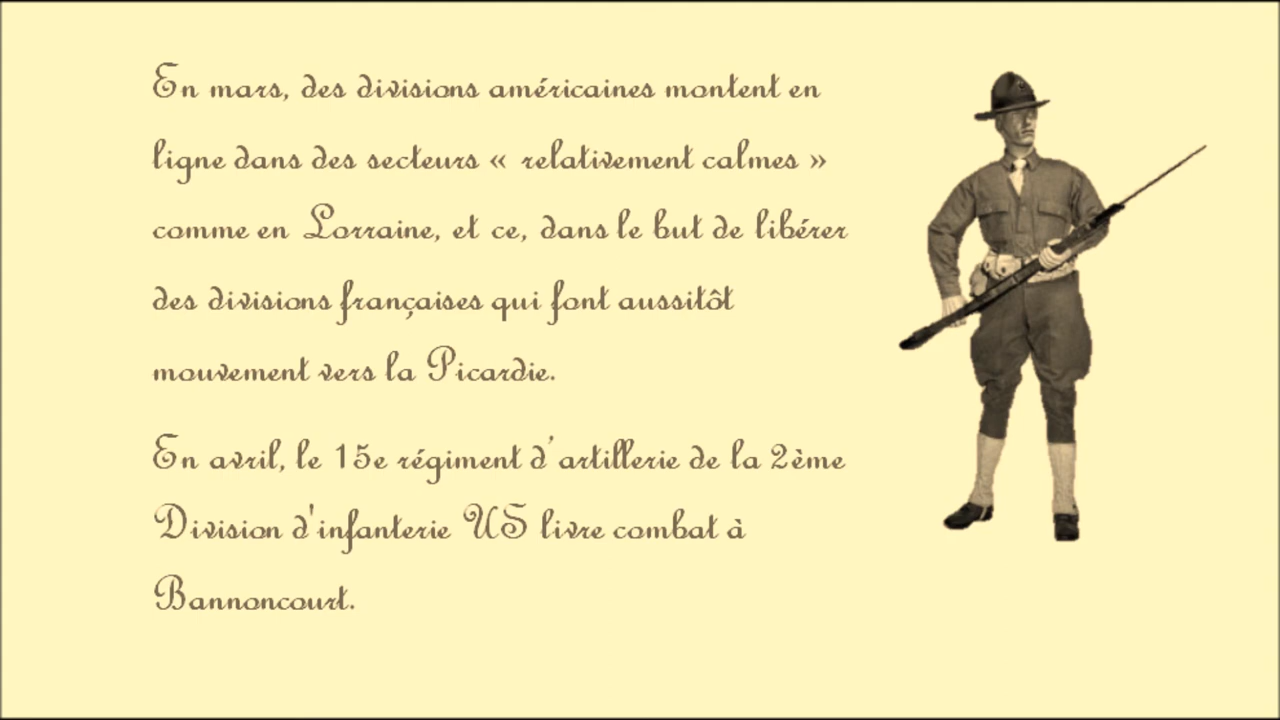 En mars, des divisions américaines montent en
ligne dans des secteurs « relativement calmes »
comme en Lorraine, et ce, dans le but de libérer
des divisions françaises qui font aussitôt
mouvement vers la Picardie.
En avril, le 15e régiment d'artillerie de la 2ème
Division d'infanterie US livre combat à
Bannoncourt.